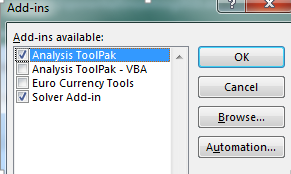 Add-ins
Add-ins available:
Analysis ToolPak
Analysis ToolPak - VBA
Euro Currency Tools
Solver Add-in
OK
Cancel
Browse...
Automation...